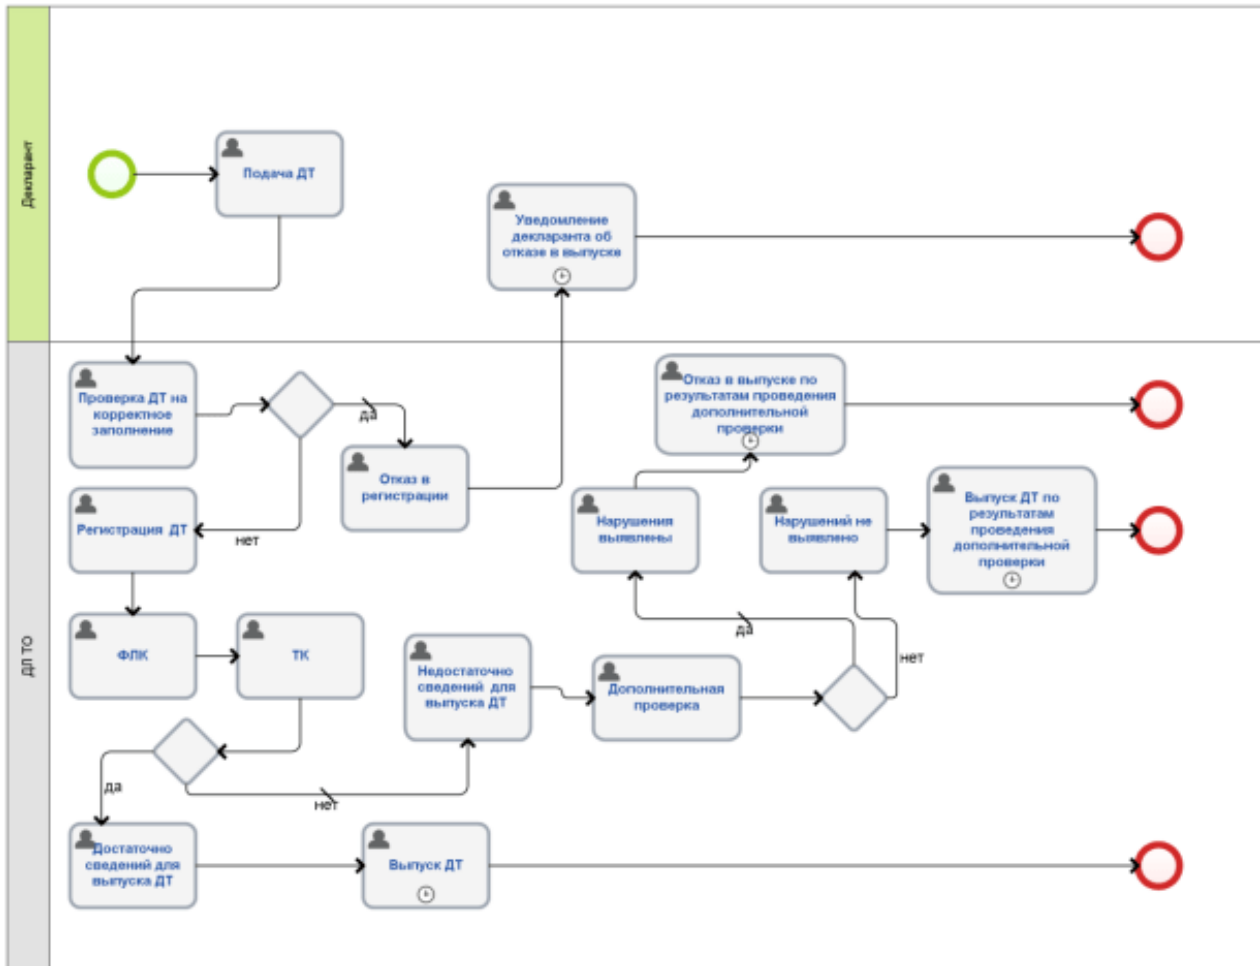 Декларант
Подача ДТ
Уведомление
декларанта об
отказе в выпуске
ДЛ ТО
Проверка ДТ на
корректное
заполнение
да
Отказ в
регистрации
Отказ в выпуске по
результатам проведения
дополнительной
проверки
Регистрация ДТ
нет
Нарушения
выявлены
Нарушений не
выявлено
Выпуск ДТ по
результатам
проведения
дополнительной
проверки
ФЛК
ТК
Недостаточно
сведений для
выпуска ДТ
Дополнительная
проверка
да
нет
да
нет
Достаточно
сведений для
выпуска ДТ
Выпуск ДТ